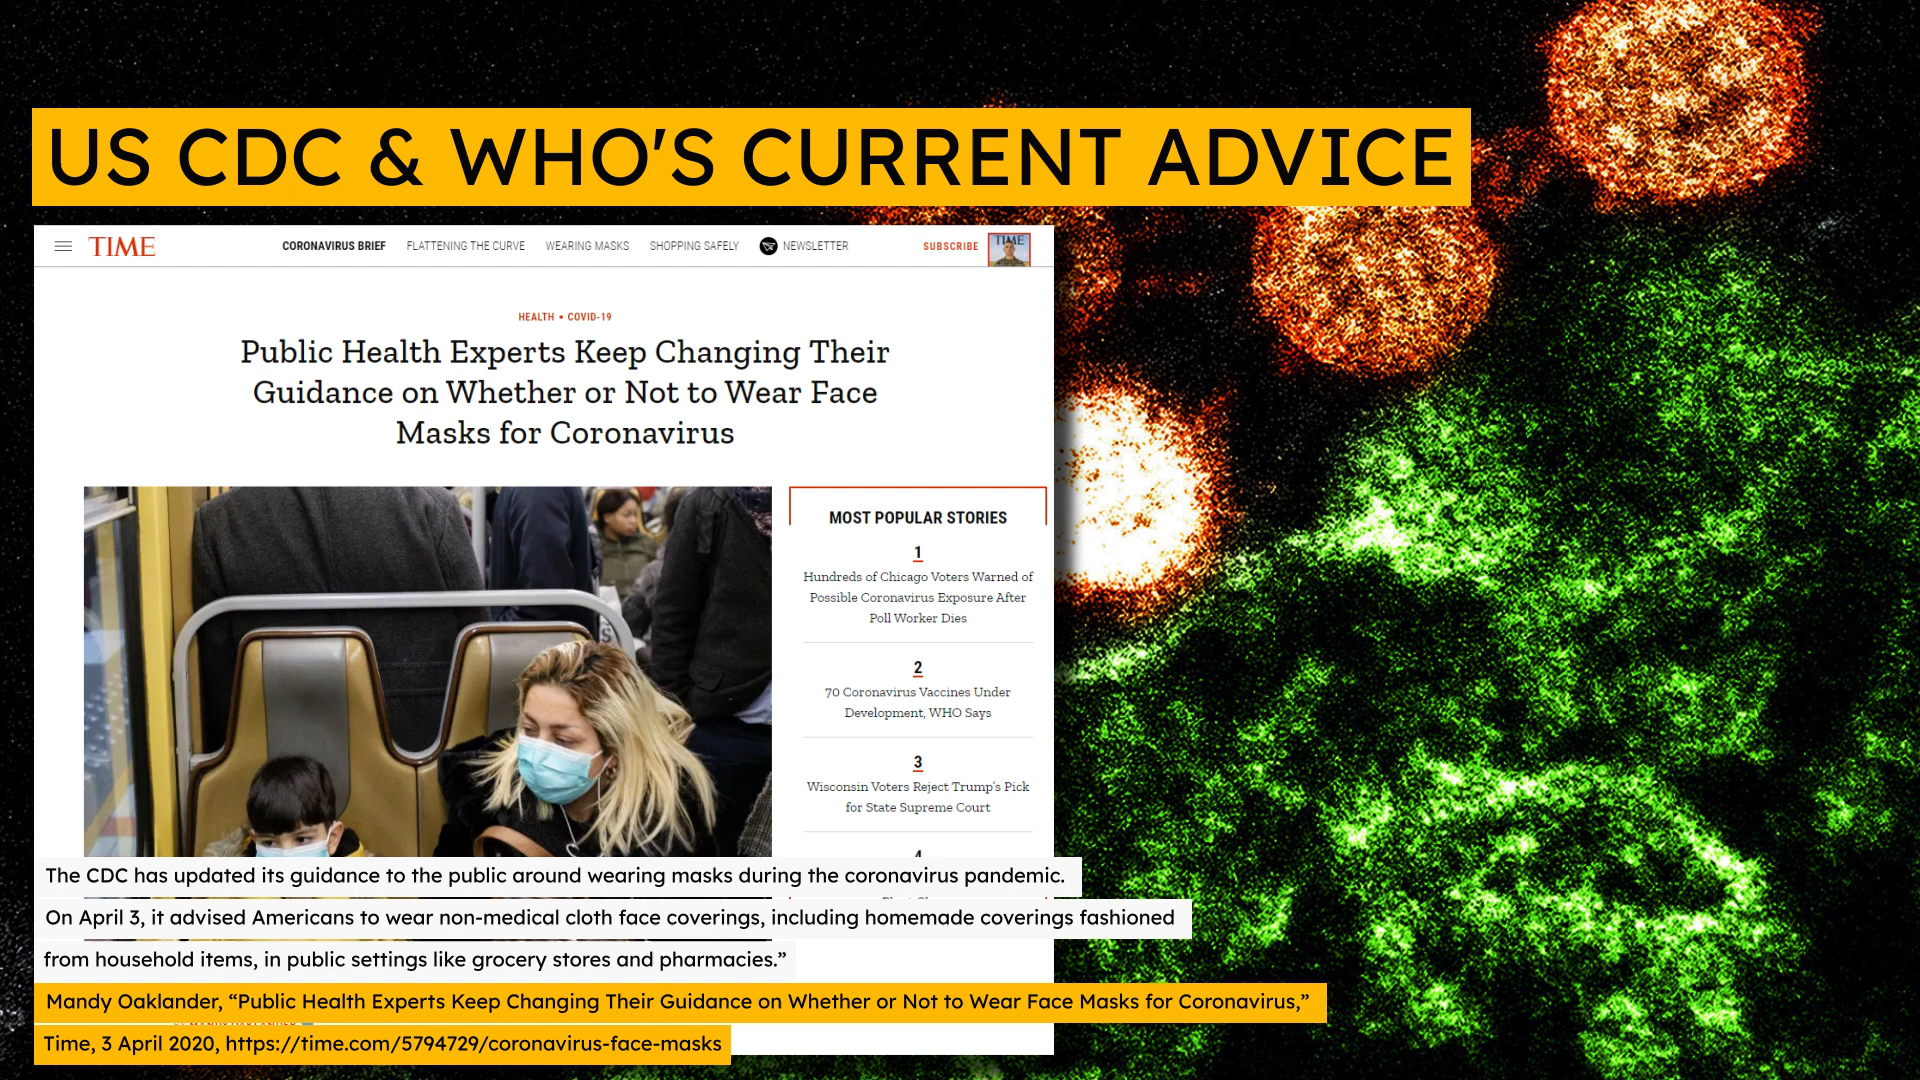 US CDC & WHO'S CURRENT ADVICE
TIME
CORONAVIRUS BRIEF FLATTENING THE CURVE WEARING MASKS SHOPPING SAFELY NEWSLETTER SUBSCRIBE
TIME
HEALTH • COVID-19
Public Health Experts Keep Changing Their
Guidance on Whether or Not to Wear Face
Masks for Coronavirus
MOST POPULAR STORIES
1
Hundreds of Chicago Voters Warned of
Possible Coronavirus Exposure After
Poll Worker Dies
2
70 Coronavirus Vaccines Under
Development, WHO Says
3
Wisconsin Voters Reject Trump's Pick
for State Supreme Court
4
The CDC has updated its guidance to the public around wearing masks during the coronavirus pandemic.
On April 3, it advised Americans to wear non-medical cloth face coverings, including homemade coverings fashioned
from household items, in public settings like grocery stores and pharmacies.”
Mandy Oaklander, “Public Health Experts Keep Changing Their Guidance on Whether or Not to Wear Face Masks for Coronavirus,”
Time, 3 April 2020, https://time.com/5794729/coronavirus-face-masks